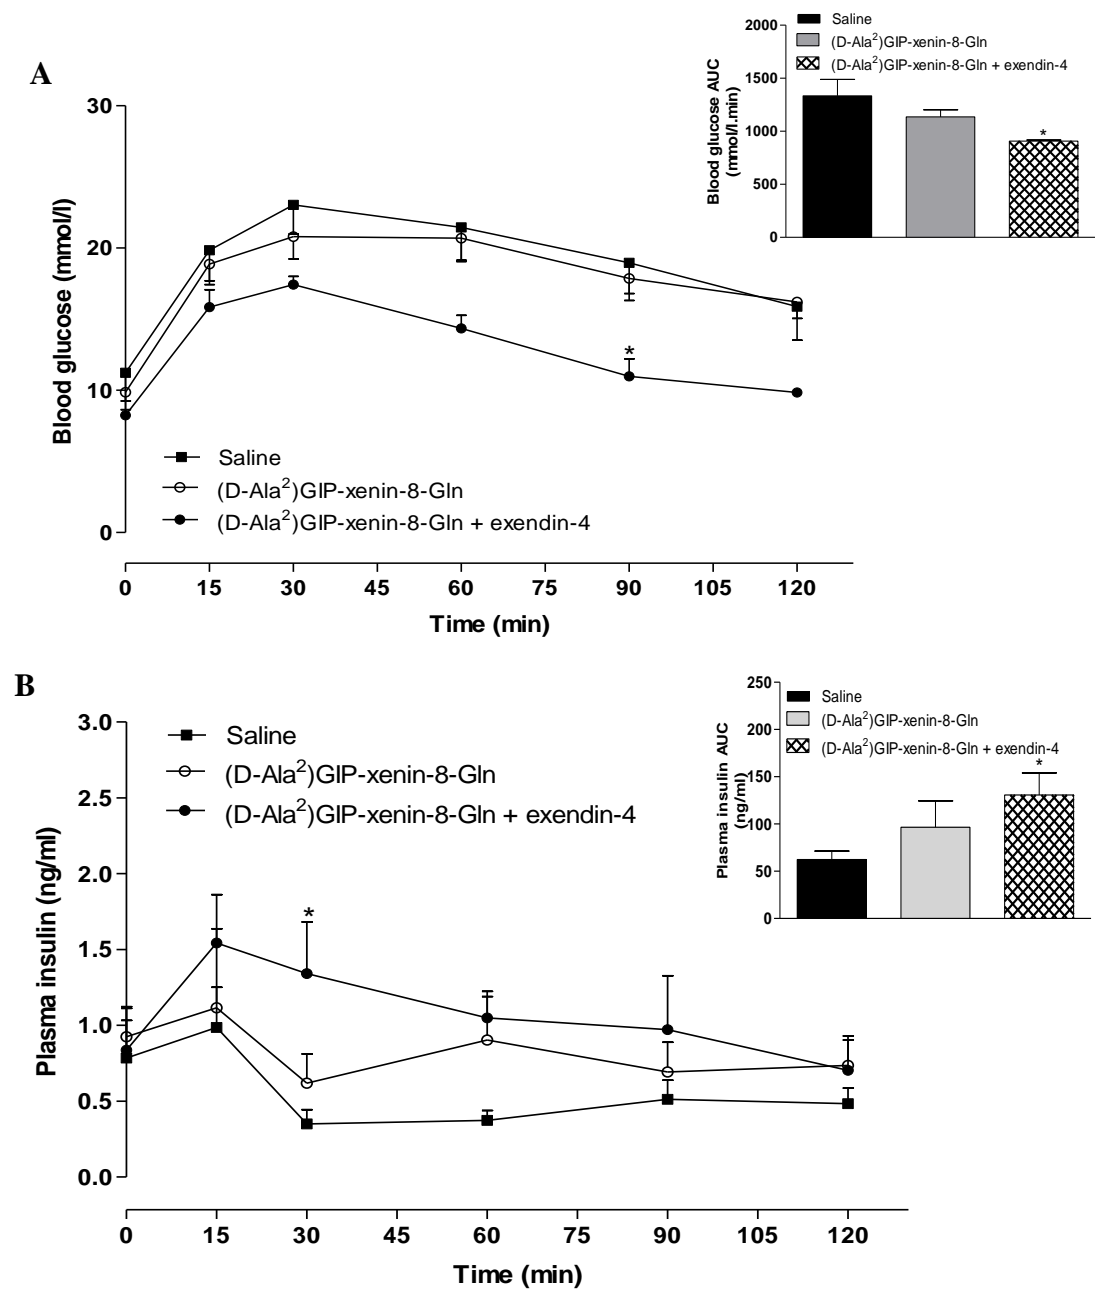 A
Saline
(D-Ala2)GIP-xenin-8-Gln
(D-Ala2)GIP-xenin-8-Gln + exendin-4
2000
1500
1000
500
0
Blood glucose AUC
(mmol/l.min)
*
30
20
10
0
Blood glucose (mmol/l)
*
Saline
(D-Ala2)GIP-xenin-8-Gln
(D-Ala2)GIP-xenin-8-Gln + exendin-4
0 15 30 45 60 75 90 105 120
Time (min)
B
250
200
150
100
50
0
Plasma insulin AUC
(ng/ml)
Saline
(D-Ala2)GIP-xenin-8-Gln
(D-Ala2)GIP-xenin-8-Gln + exendin-4
*
3.0
2.5
2.0
1.5
1.0
0.5
0.0
Plasma insulin (ng/ml)
Saline
(D-Ala2)GIP-xenin-8-Gln
(D-Ala2)GIP-xenin-8-Gln + exendin-4
*
0 15 30 45 60 75 90 105 120
Time (min)